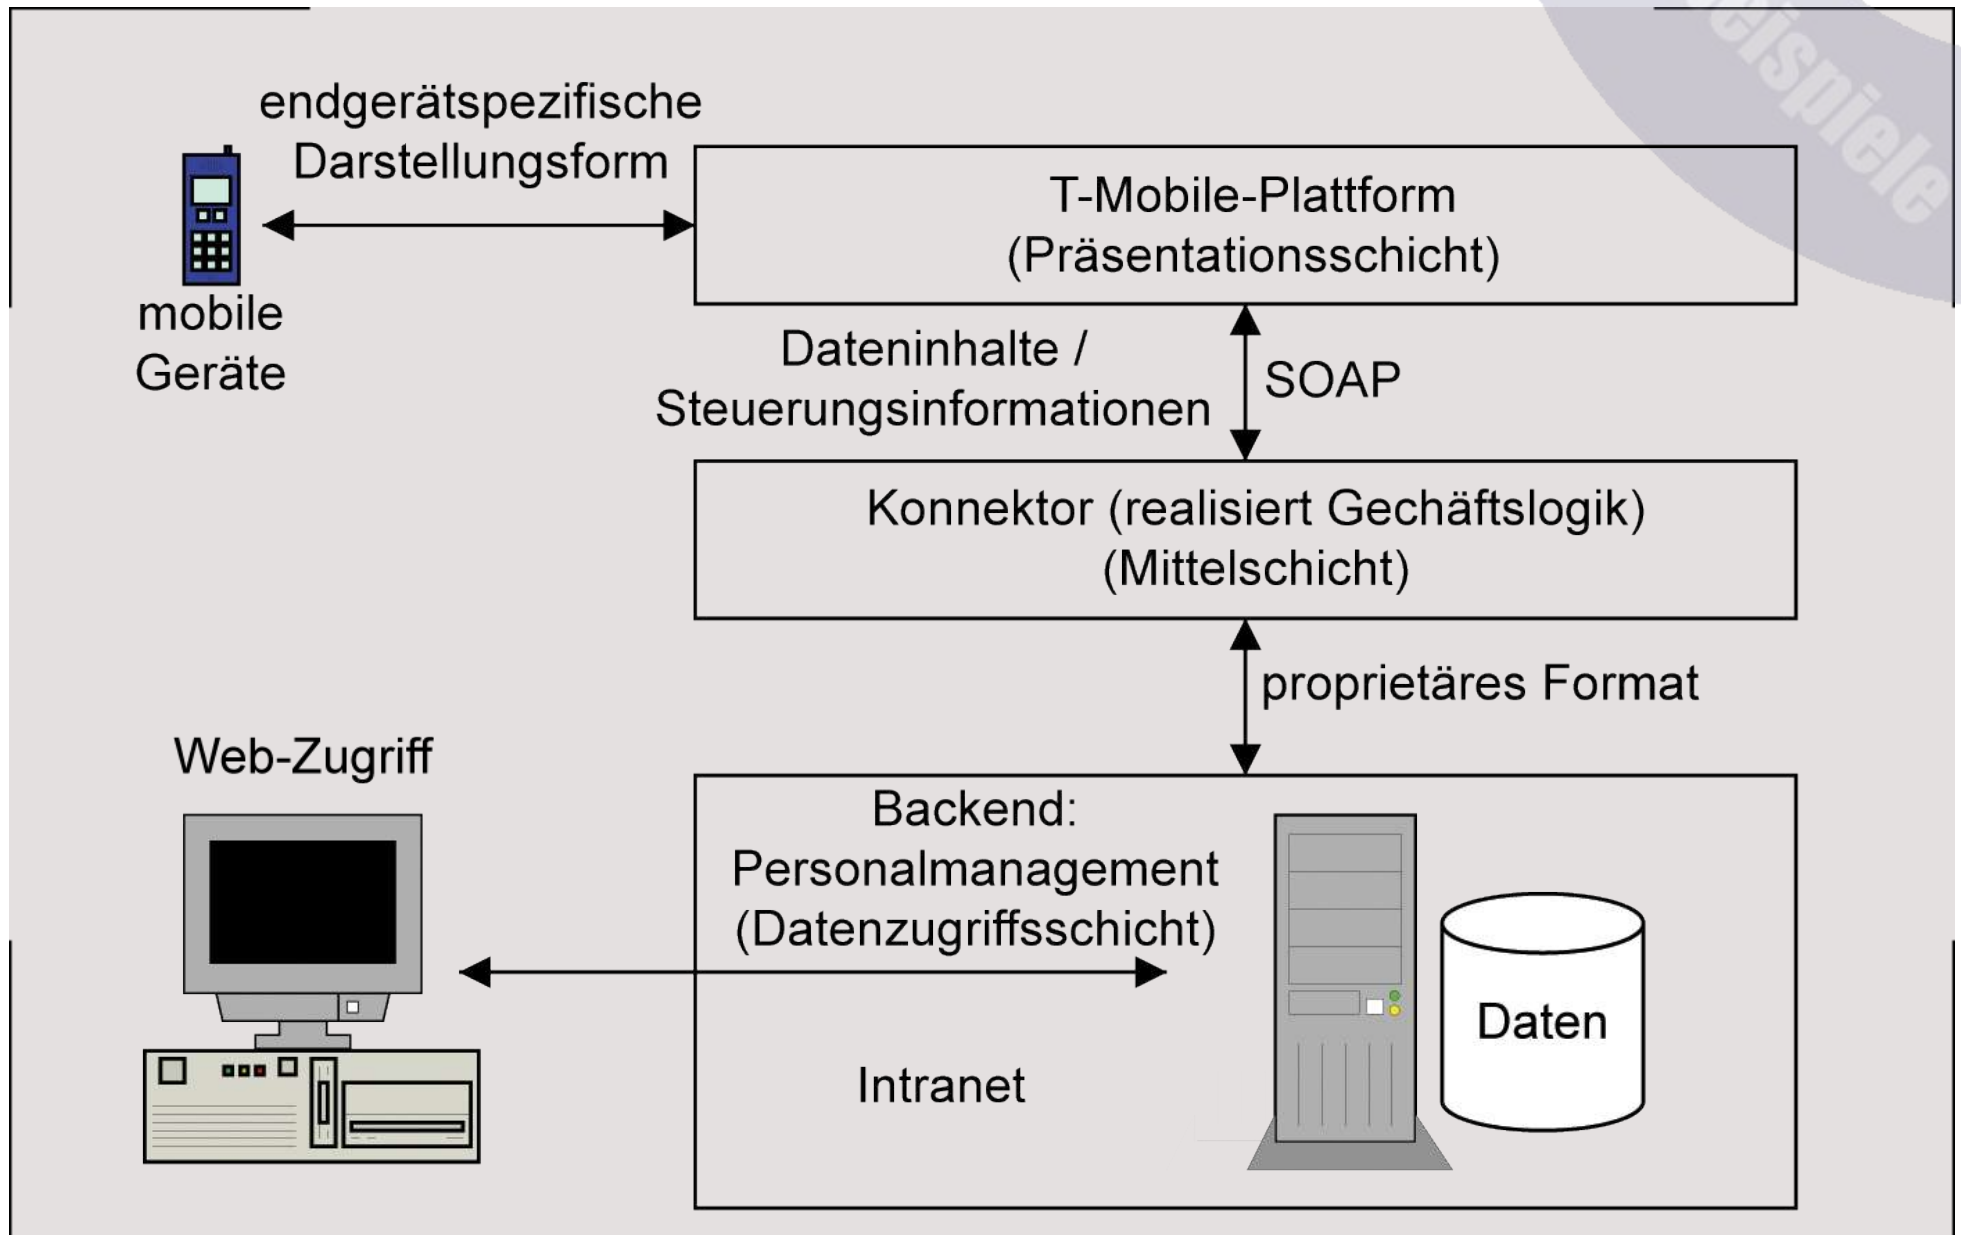 endgerätspezifische
Darstellungsform
T-Mobile-Plattform
(Präsentationsschicht)
mobile
Geräte
Dateninhalte /
Steuerungsinformationen
SOAP
Konnektor (realisiert Gechäftslogik)
(Mittelschicht)
proprietäres Format
Web-Zugriff
Backend:
Personalmanagement
(Datenzugriffsschicht)
Daten
Intranet